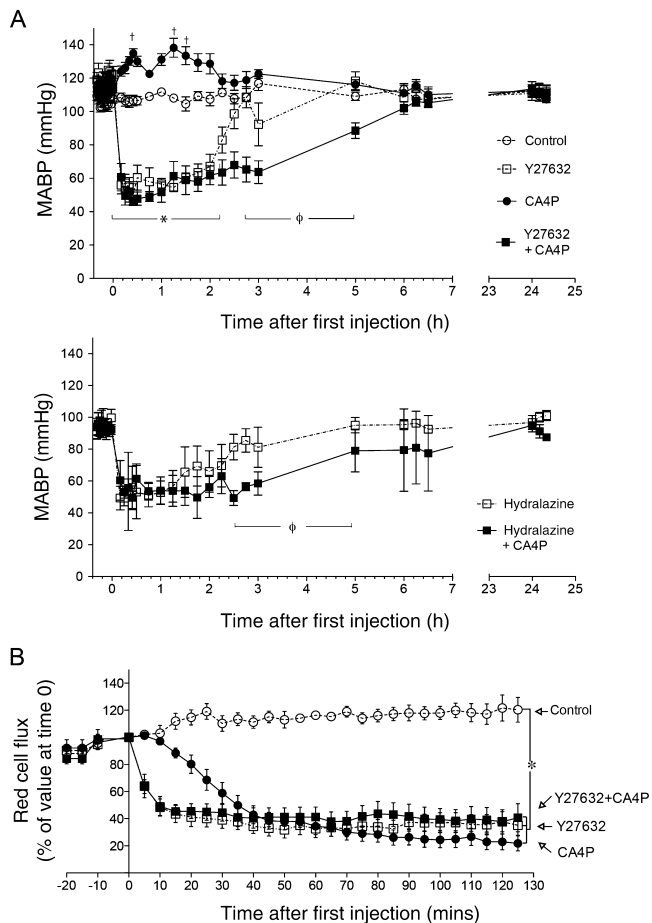 A
140
120
100
80
60
40
20
0
MABP (mmHg)
†
†
†
*
ϕ
0
1
2
3
4
5
6
7
23
24
25
Time after first injection (h)
Control
Y27632
CA4P
Y27632
+ CA4P
140
120
100
80
60
40
20
0
MABP (mmHg)
ϕ
0
1
2
3
4
5
6
7
23
24
25
Time after first injection (h)
Hydralazine
Hydralazine
+ CA4P
B
140
120
100
80
60
40
20
Red cell flux
(% of value at time 0)
-20
-10
0
10
20
30
40
50
60
70
80
90
100
110
120
130
Time after first injection (mins)
Control
*
Y27632+CA4P
Y27632
CA4P